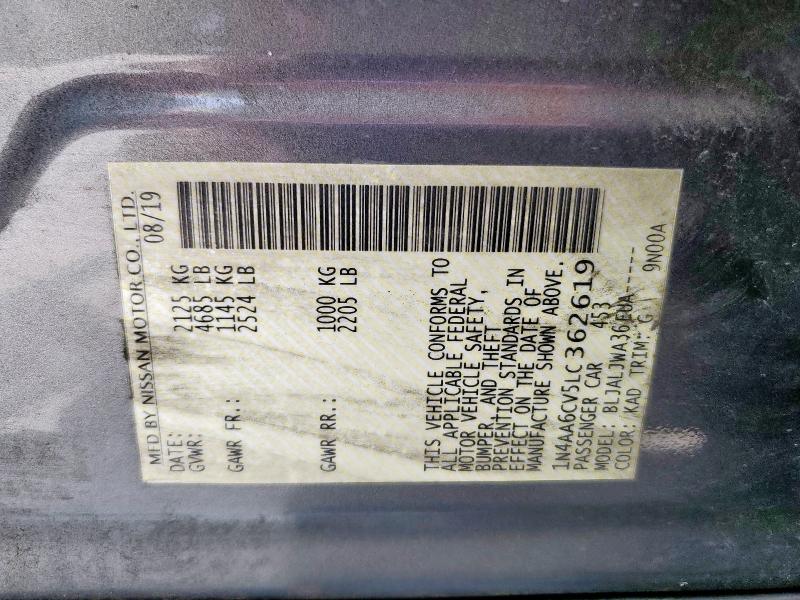 MFD BY NISSAN MOTOR CO., LTD.
DATE: 08/19
GVWR: 2125 KG
4685 LB
GAWR FR.: 1145 KG
2524 LB
GAWR RR.: 1000 KG
2205 LB
THIS VEHICLE CONFORMS TO
ALL APPLICABLE FEDERAL
MOTOR VEHICLE SAFETY,
BUMPER, AND THEFT
PREVENTION STANDARDS IN
EFFECT ON THE DATE OF
MANUFACTURE SHOWN ABOVE.
1N4AA6CV5LC362619
PASSENGER CAR 453
MODEL:
COLOR: KAD TRIM: G 9N00A